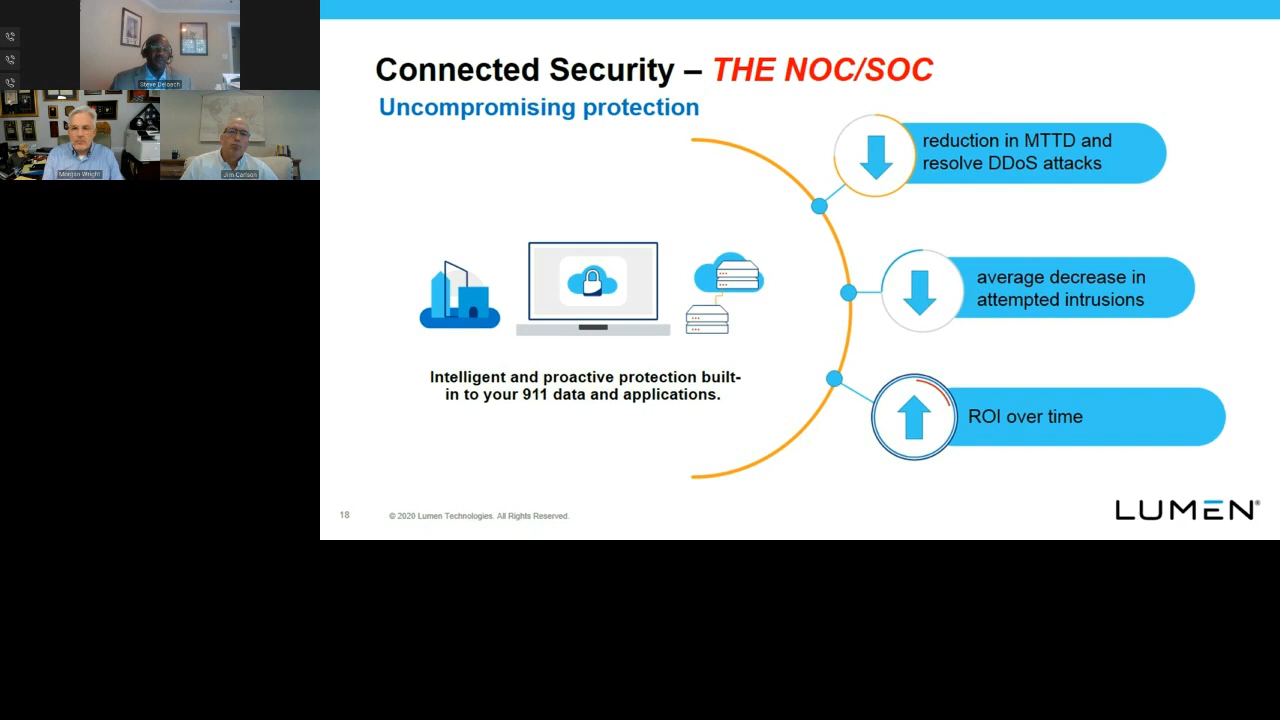 Steve Deloach
Morgan Wright
Jim Carlson
Connected Security – THE NOC/SOC
Uncompromising protection
reduction in MTTD and
resolve DDoS attacks
average decrease in
attempted intrusions
Intelligent and proactive protection built-
in to your 911 data and applications.
ROI over time
18
© 2020 Lumen Technologies. All Rights Reserved.
LUMEN®